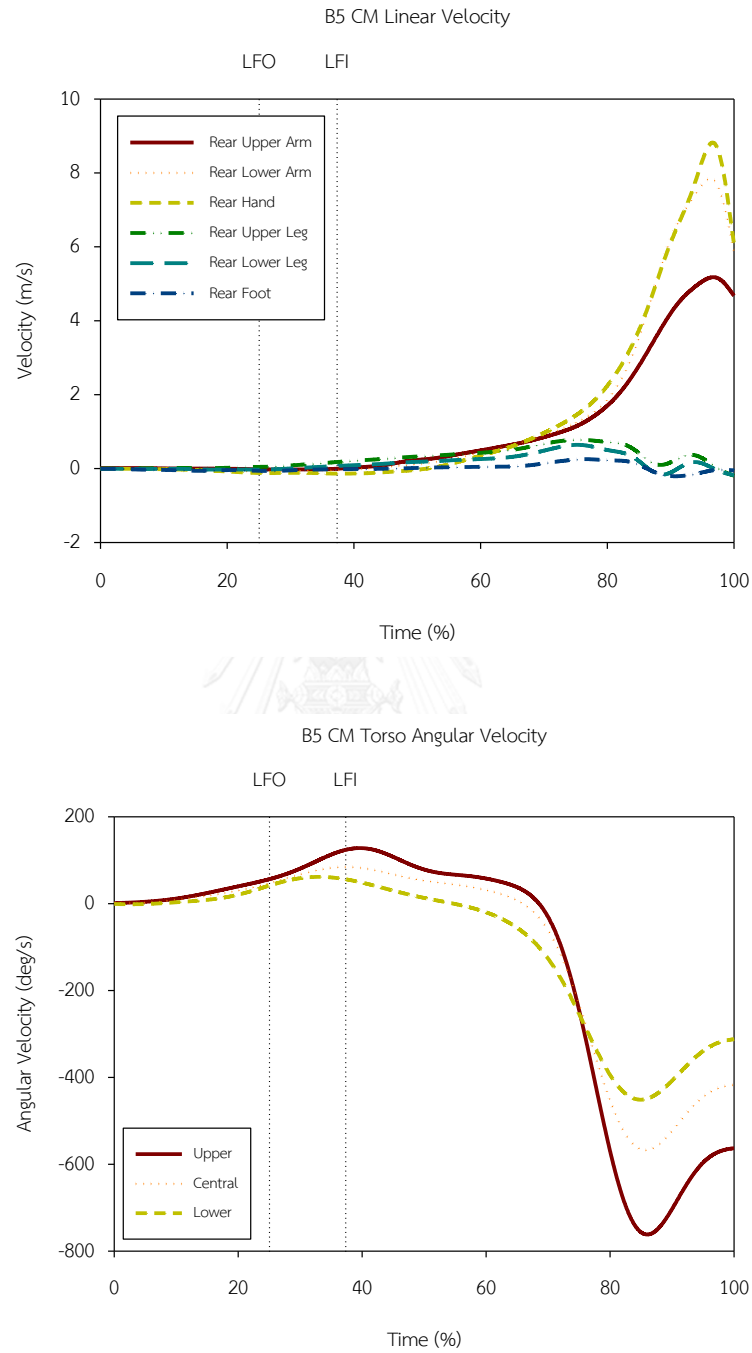 B5 CM Linear Velocity
LFO LFI
10
8
6
4
2
0
-2
Velocity (m/s)
Rear Upper Arm
Rear Lower Arm
Rear Hand
Rear Upper Leg
Rear Lower Leg
Rear Foot
0 20 40 60 80 100
Time (%)
B5 CM Torso Angular Velocity
LFO LFI
200
0
-200
-400
-600
-800
Angular Velocity (deg/s)
Upper
Central
Lower
0 20 40 60 80 100
Time (%)